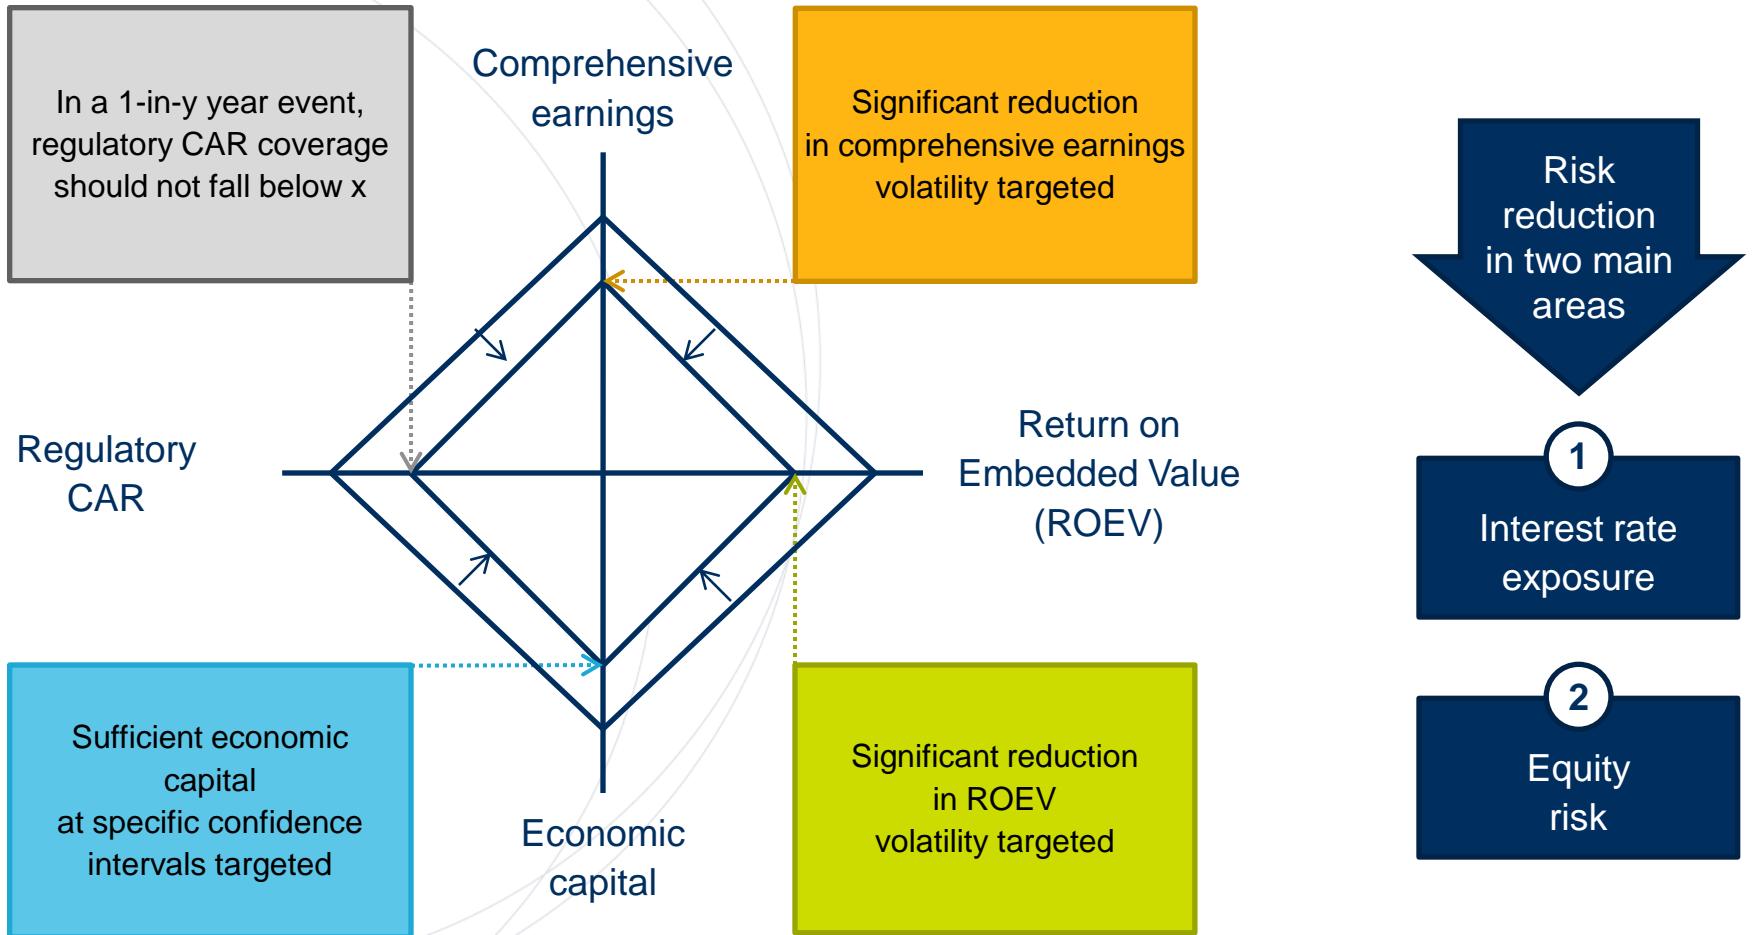 In a 1-in-y year event,
regulatory CAR coverage
should not fall below x
Comprehensive
earnings
Significant reduction
in comprehensive earnings
volatility targeted
Regulatory
CAR
Return on
Embedded Value
(ROEV)
Sufficient economic
capital
at specific confidence
intervals targeted
Economic
capital
Significant reduction
in ROEV
volatility targeted
Risk
reduction
in two main
areas
1
Interest rate
exposure
2
Equity
risk